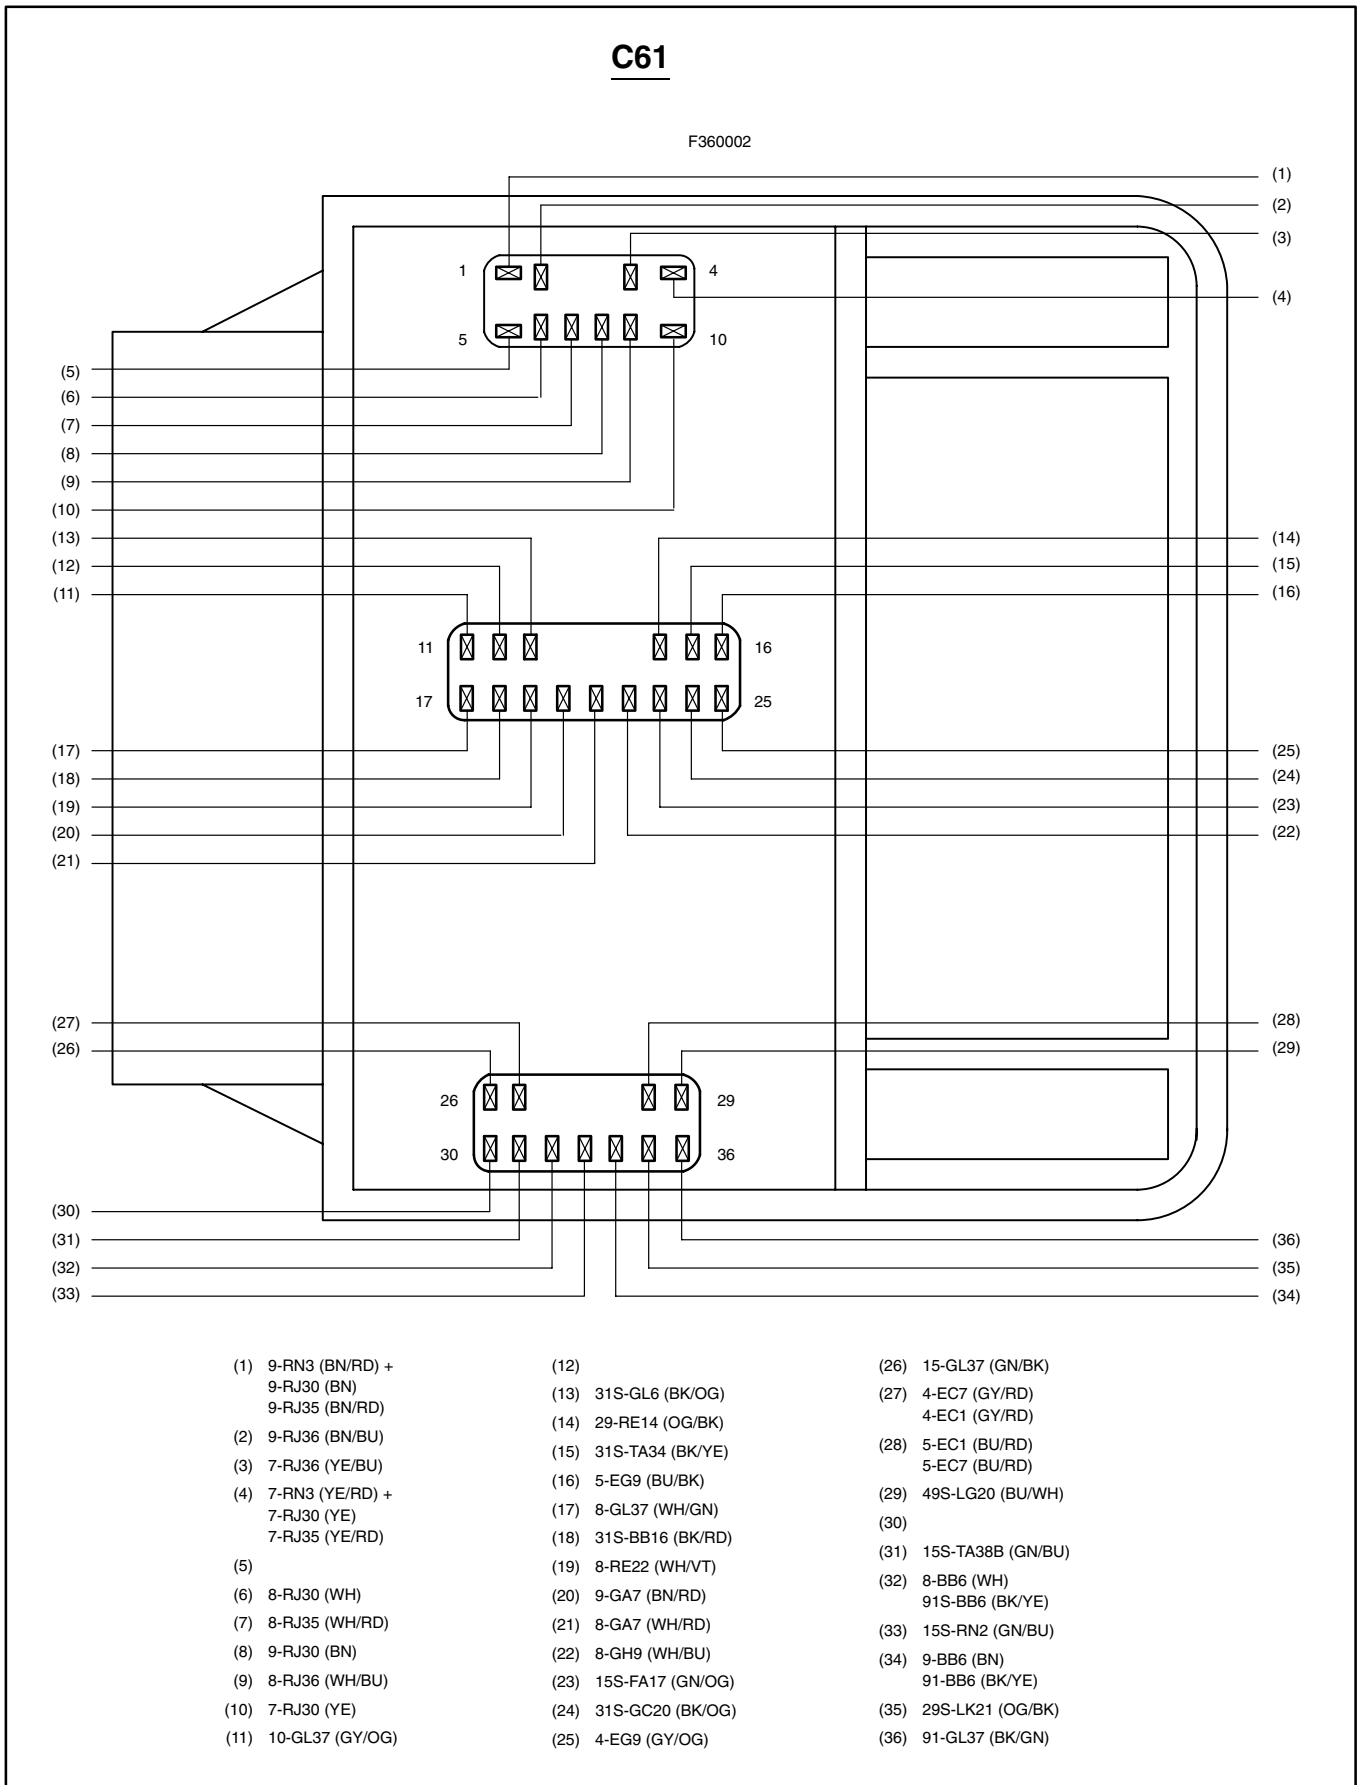 C61
F360002
(1)
(2)
(3)
1
4
(4)
5
10
(5)
(6)
(7)
(8)
(9)
(10)
(13)
(14)
(12)
(15)
(11)
(16)
11
16
17
25
(17)
(25)
(18)
(24)
(19)
(23)
(20)
(22)
(21)
(27)
(28)
(26)
(29)
26
29
30
36
(30)
(31)
(36)
(32)
(35)
(33)
(34)
(1) 9-RN3 (BN/RD) +
9-RJ30 (BN)
9-RJ35 (BN/RD)
(2) 9-RJ36 (BN/BU)
(3) 7-RJ36 (YE/BU)
(4) 7-RN3 (YE/RD) +
7-RJ30 (YE)
7-RJ35 (YE/RD)
(5)
(6) 8-RJ30 (WH)
(7) 8-RJ35 (WH/RD)
(8) 9-RJ30 (BN)
(9) 8-RJ36 (WH/BU)
(10) 7-RJ30 (YE)
(11) 10-GL37 (GY/OG)
(12)
(13) 31S-GL6 (BK/OG)
(14) 29-RE14 (OG/BK)
(15) 31S-TA34 (BK/YE)
(16) 5-EG9 (BU/BK)
(17) 8-GL37 (WH/GN)
(18) 31S-BB16 (BK/RD)
(19) 8-RE22 (WH/VT)
(20) 9-GA7 (BN/RD)
(21) 8-GA7 (WH/RD)
(22) 8-GH9 (WH/BU)
(23) 15S-FA17 (GN/OG)
(24) 31S-GC20 (BK/OG)
(25) 4-EG9 (GY/OG)
(26) 15-GL37 (GN/BK)
(27) 4-EC7 (GY/RD)
4-EC1 (GY/RD)
(28) 5-EC1 (BU/RD)
5-EC7 (BU/RD)
(29) 49S-LG20 (BU/WH)
(30)
(31) 15S-TA38B (GN/BU)
(32) 8-BB6 (WH)
91S-BB6 (BK/YE)
(33) 15S-RN2 (GN/BU)
(34) 9-BB6 (BN)
91-BB6 (BK/YE)
(35) 29S-LK21 (OG/BK)
(36) 91-GL37 (BK/GN)